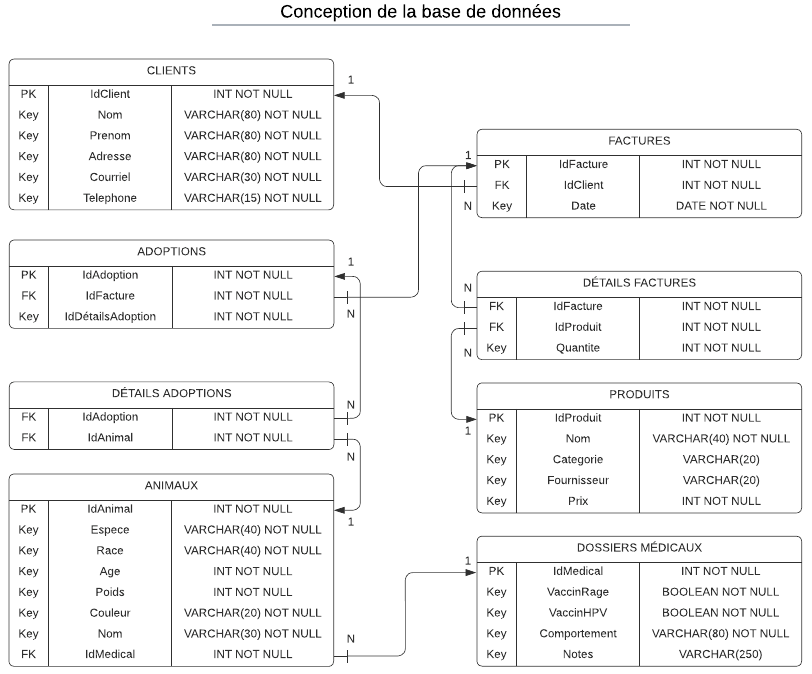 Conception de la base de données
CLIENTS
PK IdClient INT NOT NULL
Key Nom VARCHAR(80) NOT NULL
Key Prenom VARCHAR(80) NOT NULL
Key Adresse VARCHAR(80) NOT NULL
Key Courriel VARCHAR(30) NOT NULL
Key Telephone VARCHAR(15) NOT NULL
1
FACTURES
1
PK IdFacture INT NOT NULL
FK IdClient INT NOT NULL
N
Key Date DATE NOT NULL
ADOPTIONS
1
PK IdAdoption INT NOT NULL
FK IdFacture INT NOT NULL
Key IdDétailsAdoption INT NOT NULL
N
DÉTAILS FACTURES
N
FK IdFacture INT NOT NULL
FK IdProduit INT NOT NULL
Key Quantite INT NOT NULL
N
DÉTAILS ADOPTIONS
N
FK IdAdoption INT NOT NULL
FK IdAnimal INT NOT NULL
N
PRODUITS
PK IdProduit INT NOT NULL
1
Key Nom VARCHAR(40) NOT NULL
Key Categorie VARCHAR(20)
Key Fournisseur VARCHAR(20)
Key Prix INT NOT NULL
ANIMAUX
PK IdAnimal INT NOT NULL
1
Key Espece VARCHAR(40) NOT NULL
Key Race VARCHAR(40) NOT NULL
Key Age INT NOT NULL
Key Poids INT NOT NULL
Key Couleur VARCHAR(20) NOT NULL
Key Nom VARCHAR(30) NOT NULL
N
FK IdMedical INT NOT NULL
DOSSIERS MÉDICAUX
1
PK IdMedical INT NOT NULL
Key VaccinRage BOOLEAN NOT NULL
Key VaccinHPV BOOLEAN NOT NULL
Key Comportement VARCHAR(80) NOT NULL
Key Notes VARCHAR(250)